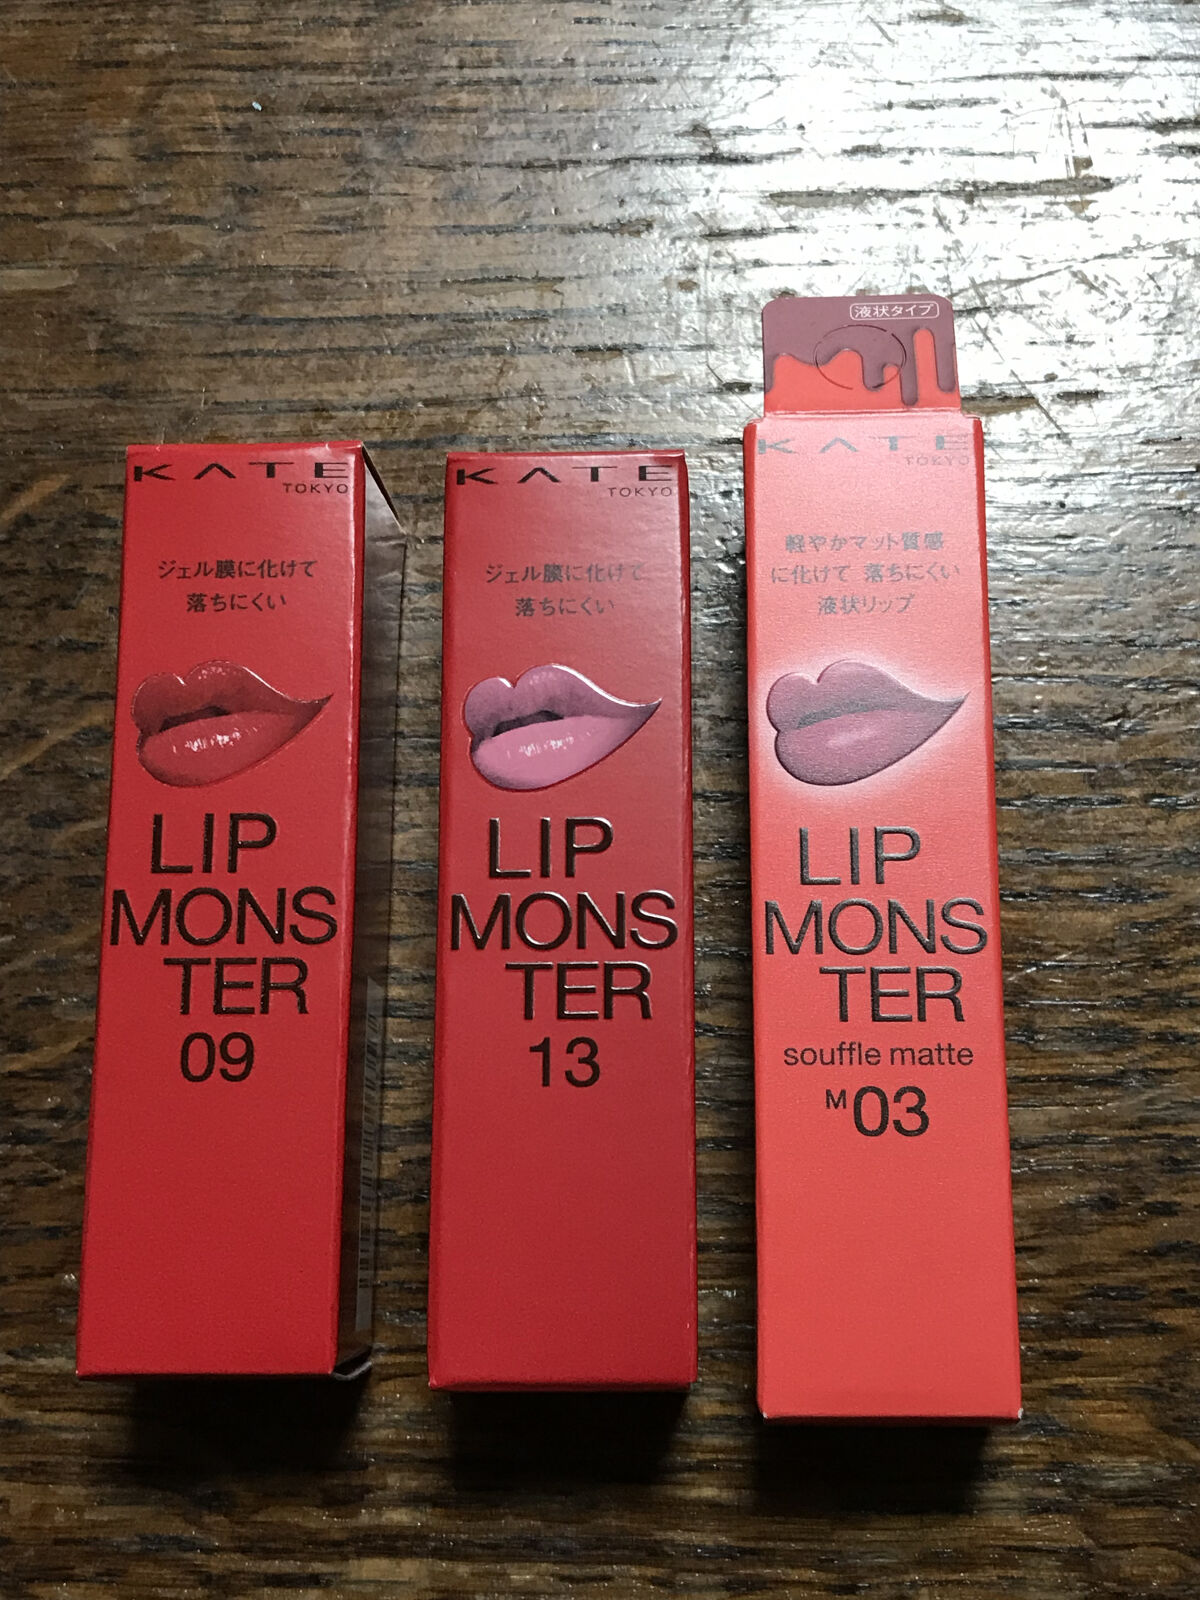 KATE
TOKYO
ジェル膜に化けて
落ちにくい
LIP
MONS
TER
09
KATE
TOKYO
ジェル膜に化けて
落ちにくい
LIP
MONS
TER
13
液状タイプ
KATE
TOKYO
軽やかマット質感
に化けて 落ちにくい
液状リップ
LIP
MONS
TER
souffle matte
M03